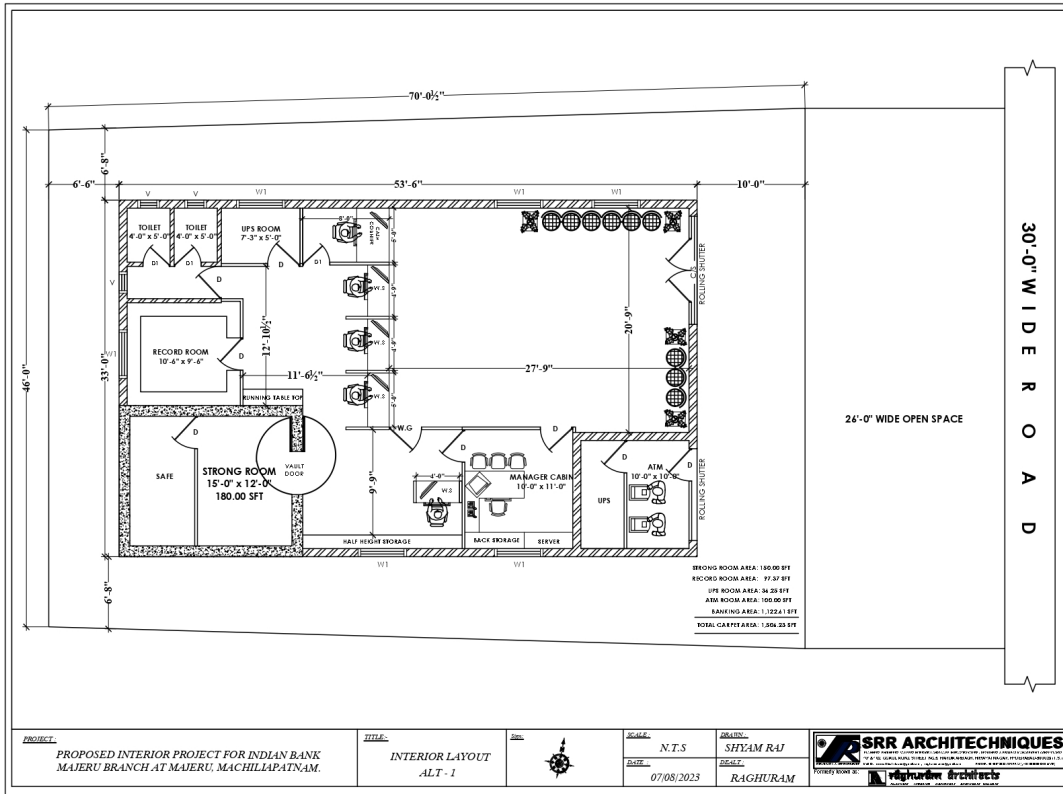 70'-0½"
6'-8"
6'-6"
53'-6"
10'-0"
V
V
W1
W1
W1
TOILET
4'-0" x 5'-0"
TOILET
4'-0" x 5'-0"
UPS ROOM
7'-3" x 5'-0"
CASH
COUNTER
D1
D1
D
D1
D
V
W.S
ROLLING SHUTTER
30'-0" WIDE ROAD
W1
RECORD ROOM
10'-6" x 9'-6"
D
12'-10½"
W.S
20'-9"
46'-0"
33'-0"
11'-6½"
27'-9"
RUNNING TABLE TOP
W.S
26'-0" WIDE OPEN SPACE
W.G
D
D
D
D
D
SAFE
STRONG ROOM
15'-0" x 12'-0"
180.00 SFT
VAULT
DOOR
9'-9"
4'-0"
W.S
MANAGER CABIN
10'-0" x 11'-0"
ATM
10'-0" x 10'-0"
UPS
ROLLING SHUTTER
HALF HEIGHT STORAGE
BACK STORAGE
SERVER
W1
W1
6'-8"
STRONG ROOM AREA: 150.00 SFT
RECORD ROOM AREA: 97.37 SFT
UPS ROOM AREA: 36.25 SFT
ATM ROOM AREA: 100.00 SFT
BANKING AREA: 1,122.61 SFT
TOTAL CARPET AREA: 1,506.23 SFT
PROJECT :
PROPOSED INTERIOR PROJECT FOR INDIAN BANK
MAJERU BRANCH AT MAJERU, MACHILIAPATNAM.
TITLE:-
INTERIOR LAYOUT
ALT - 1
SCALE:
N.T.S
DATE:
07/08/2023
DRAWN:
SHYAM RAJ
DEALT:
RAGHURAM
SRR ARCHITECHNIQUES
Formerly known as:
raghuram architects